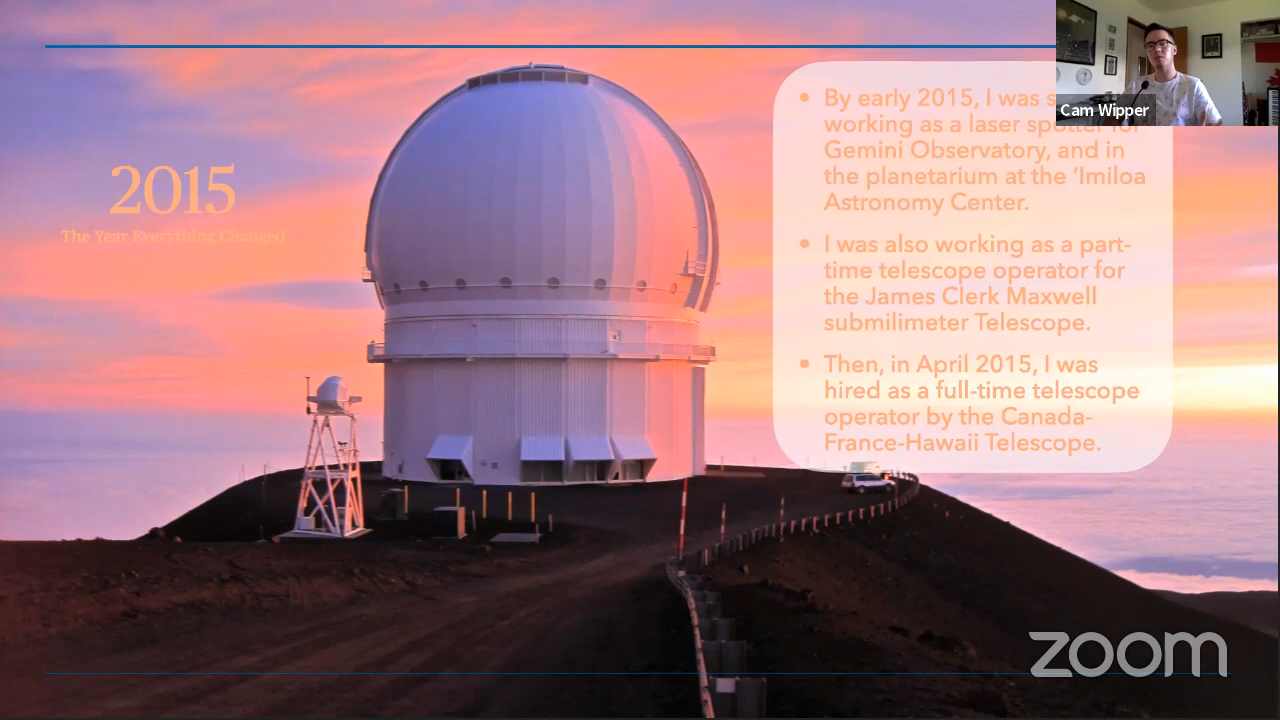 2015
The Year Everything Changed
• By early 2015, I was
working as a laser spotter for
Gemini Observatory, and in
the planetarium at the ‘Imiloa
Astronomy Center.
• I was also working as a part-
time telescope operator for
the James Clerk Maxwell
submilimeter Telescope.
• Then, in April 2015, I was
hired as a full-time telescope
operator by the Canada-
France-Hawaii Telescope.
Cam Wipper
zoom